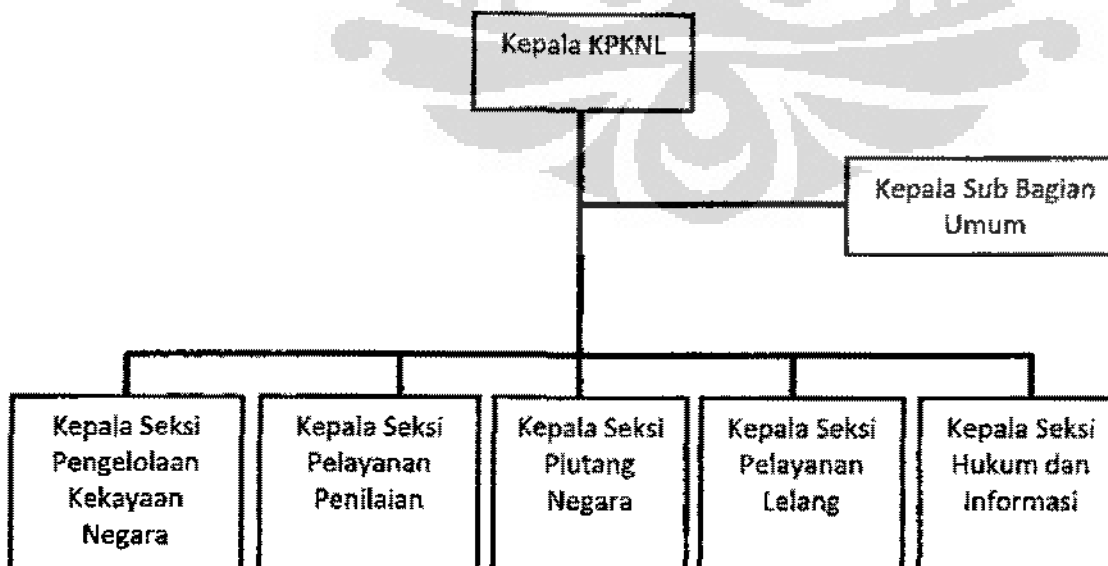 Kepala KPKNL
Kepala Sub Bagian
Umum
Kepala Seksi
Pengelolaan
Kekayaan
Negara
Kepala Seksi
Pelayanan
Penilaian
Kepala Seksi
Piutang
Negara
Kepala Seksi
Pelayanan
Lelang
Kepala Seksi
Hukum dan
Informasi